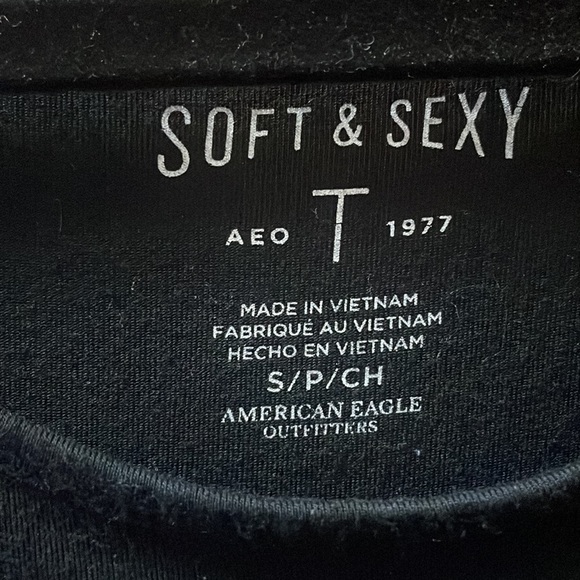 SOFT & SEXY
AEO T 1977
MADE IN VIETNAM
FABRIQUÉ AU VIETNAM
HECHO EN VIETNAM
S/P/CH
AMERICAN EAGLE
OUTFITTERS